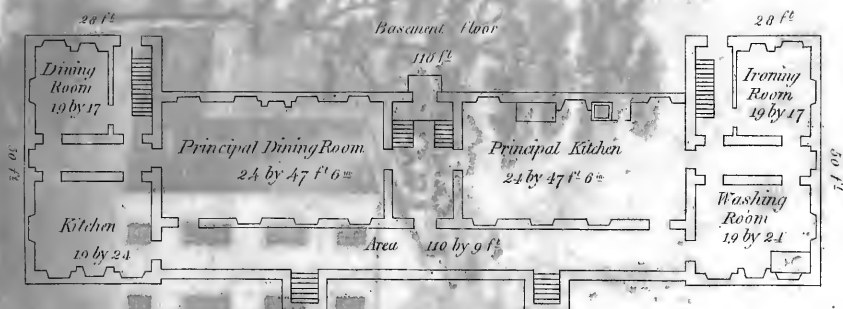 Basement floor
28 ft
110 ft
28 ft
Dining
Room
19 by 17
Ironing
Room
19 by 17
50 ft
Principal Dining Room
24 by 47 ft 6 in
Principal Kitchen
24 by 47 ft 6 in
50 ft
Kitchen
19 by 24
Washing
Room
19 by 24
Area 110 by 9 ft